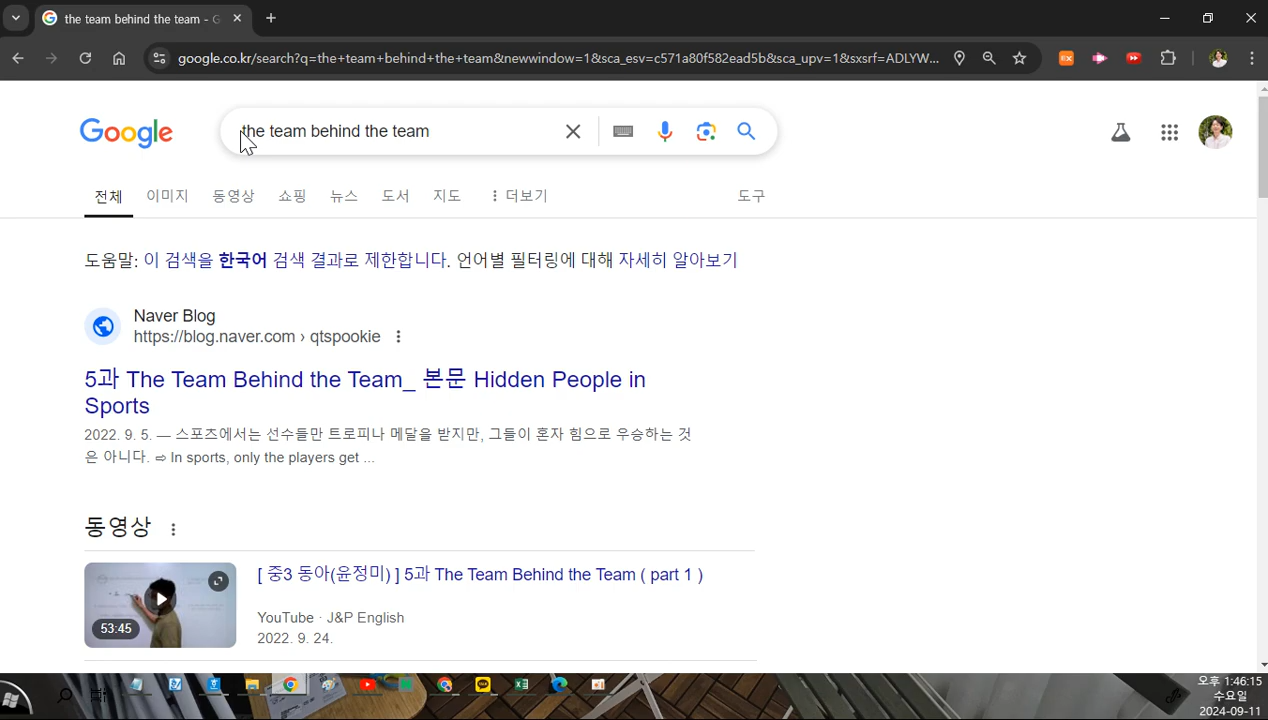 the team behind the team - G
google.co.kr/search?q=the+team+behind+the+team&newwindow=1&sca_esv=c571a80f582ead5b&sca_upv=1&sxsrf=ADLYW...
Google
the team behind the team
전체 이미지 동영상 쇼핑 뉴스 도서 지도 더보기 도구
도움말: 이 검색을 한국어 검색 결과로 제한합니다. 언어별 필터링에 대해 자세히 알아보기
Naver Blog
https://blog.naver.com › qtspookie
5과 The Team Behind the Team_ 본문 Hidden People in
Sports
2022. 9. 5. — 스포츠에서는 선수들만 트로피나 메달을 받지만, 그들이 혼자 힘으로 우승하는 것
은 아니다. ⇨ In sports, only the players get ...
동영상
[ 중3 동아(윤정미) ] 5과 The Team Behind the Team ( part 1 )
YouTube · J&P English
2022. 9. 24.
53:45
오후 1:46:15
수요일
2024-09-11